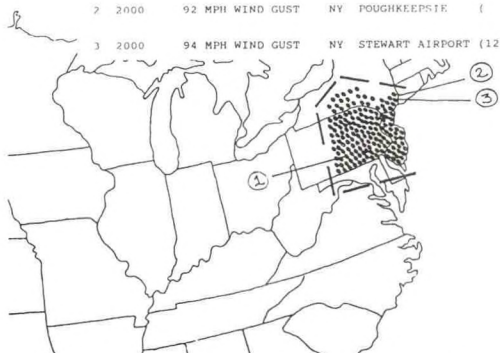 2 2000 92 MPH WIND GUST NY POUGHKEEPSIE (
3 2000 94 MPH WIND GUST NY STEWART AIRPORT (12
2
3
1